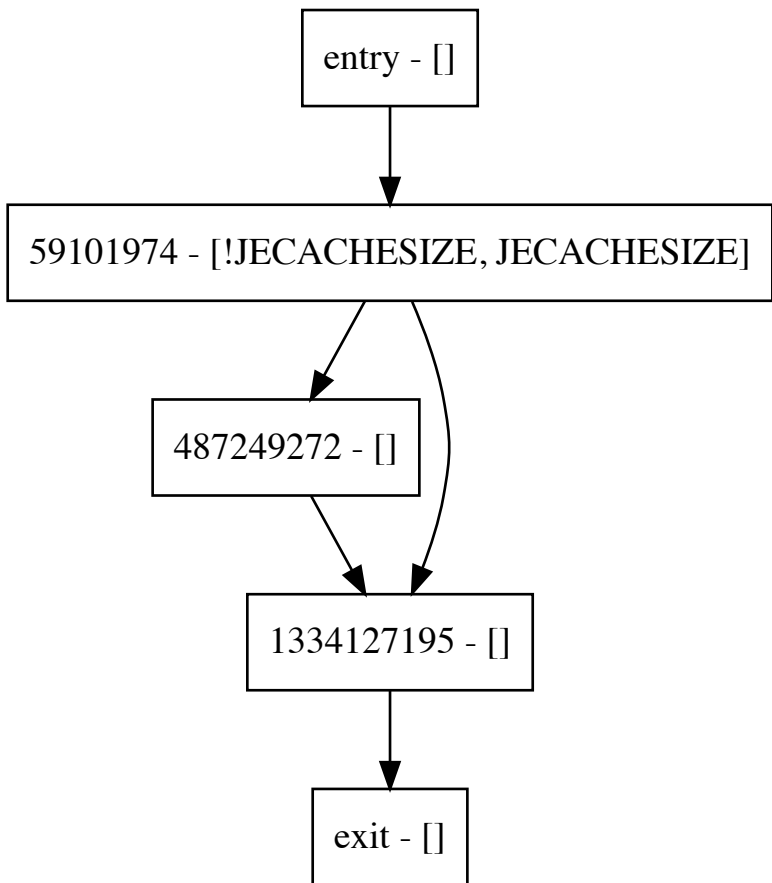 entry - []
59101974 - [!JECACHESIZE, JECACHESIZE]
487249272 - []
1334127195 - []
exit - []